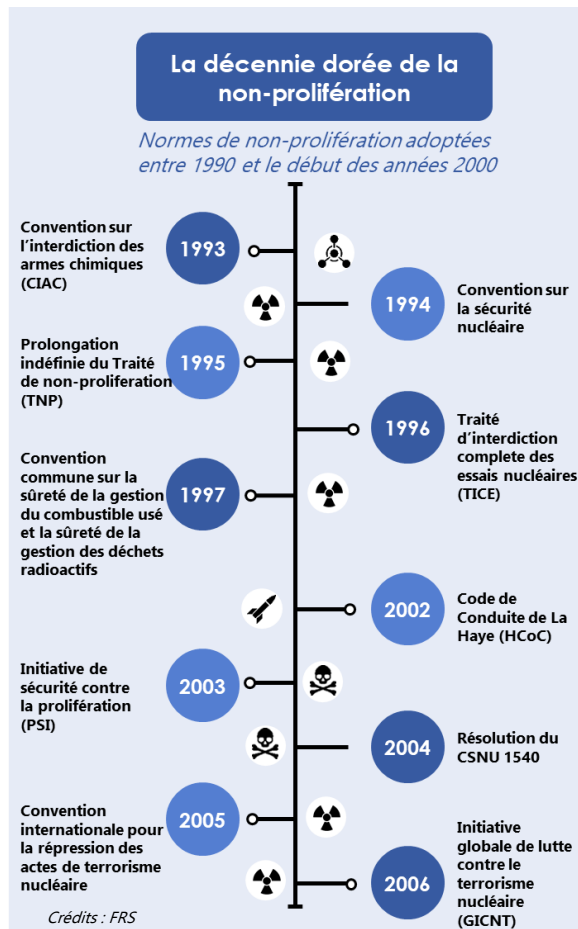 La décennie dorée de la
non-prolifération
Normes de non-prolifération adoptées
entre 1990 et le début des années 2000
Convention sur
l'interdiction des
armes chimiques
(CIAC)
1993
1994
Convention sur
la sécurité
nucléaire
Prolongation
indéfinie du Traité
de non-proliferation
(TNP)
1995
1996
Traité
d'interdiction
complete des
essais nucléaires
(TICE)
Convention
commune sur la
sûreté de la gestion
du combustible usé
et la sûreté de la
gestion des déchets
radioactifs
1997
2002
Code de
Conduite de La
Haye (HCoC)
Initiative de
sécurité contre
la prolifération
(PSI)
2003
2004
Résolution du
CSNU 1540
Convention
internationale pour
la répression des
actes de terrorisme
nucléaire
2005
2006
Initiative
globale de lutte
contre le
terrorisme
nucléaire
(GICNT)
Crédits : FRS